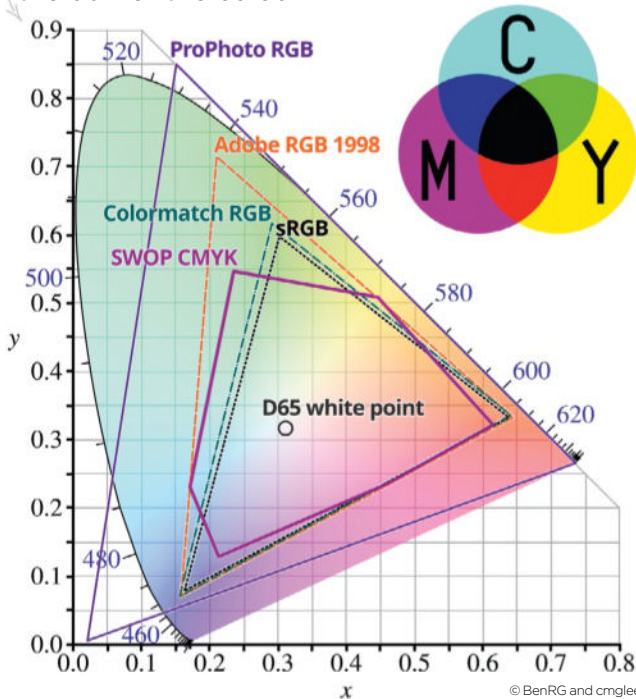 0.9
0.8
0.7
0.6
0.5
0.4
0.3
0.2
0.1
0.0
y
0.0 0.1 0.2 0.3 0.4 0.5 0.6 0.7 0.8
x
520
ProPhoto RGB
540
Adobe RGB 1998
560
Colormatch RGB
sRGB
SWOP CMYK
500
580
D65 white point
600
620
480
460
C
M
Y
© BenRG and cmglee